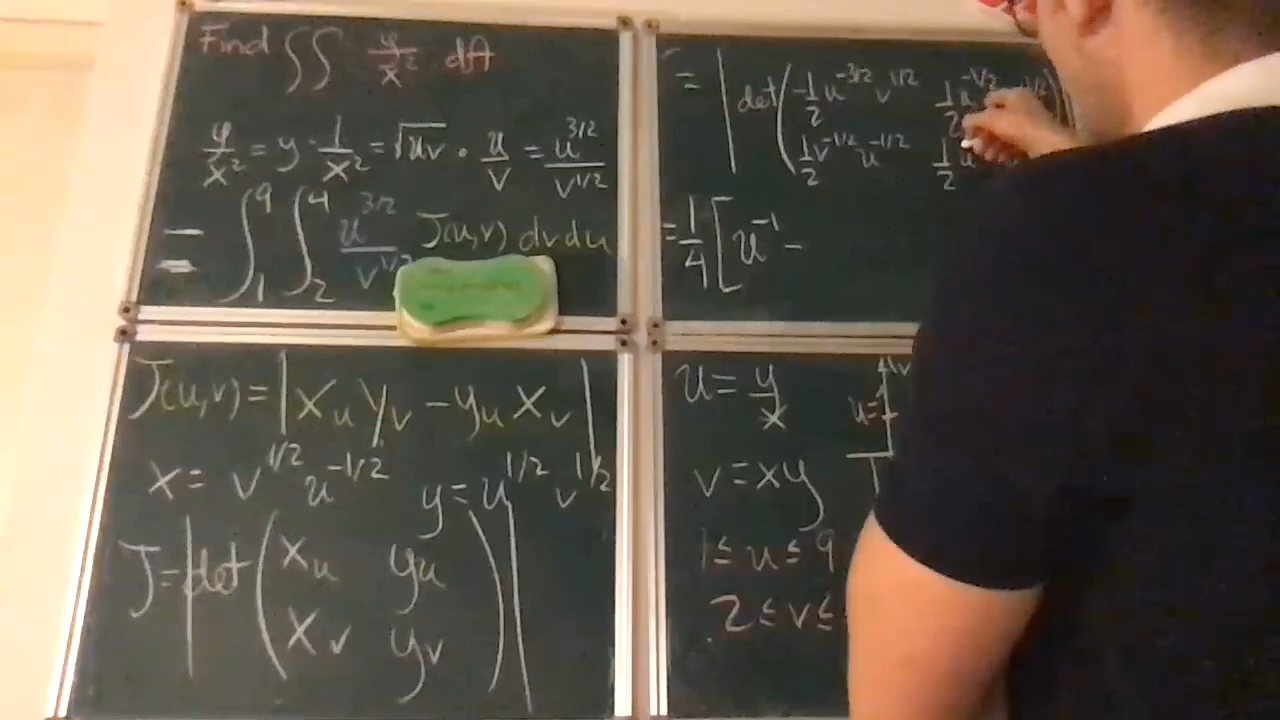 Find ∬ y/x² dA
y/x² = y · 1/x² = √uv · u/v = u^{3/2}/v^{1/2}
= ∫₁⁹ ∫₂⁴ u^{3/2}/v^{1/2} J(u,v) dv du
= | det( -1/2 u^{-3/2} v^{1/2} 1/2 u^{-1/2}
1/2 v^{-1/2} u^{-1/2} 1/2 u
= 1/4 [ u^{-1} -
J(u,v) = | x_u y_v - y_u x_v |
x = v^{1/2} u^{-1/2} y = u^{1/2} v^{1/2}
J = | det( x_u y_u
x_v y_v ) |
u = y/x
v
u=
v = xy
1 ≤ u ≤ 9
2 ≤ v ≤